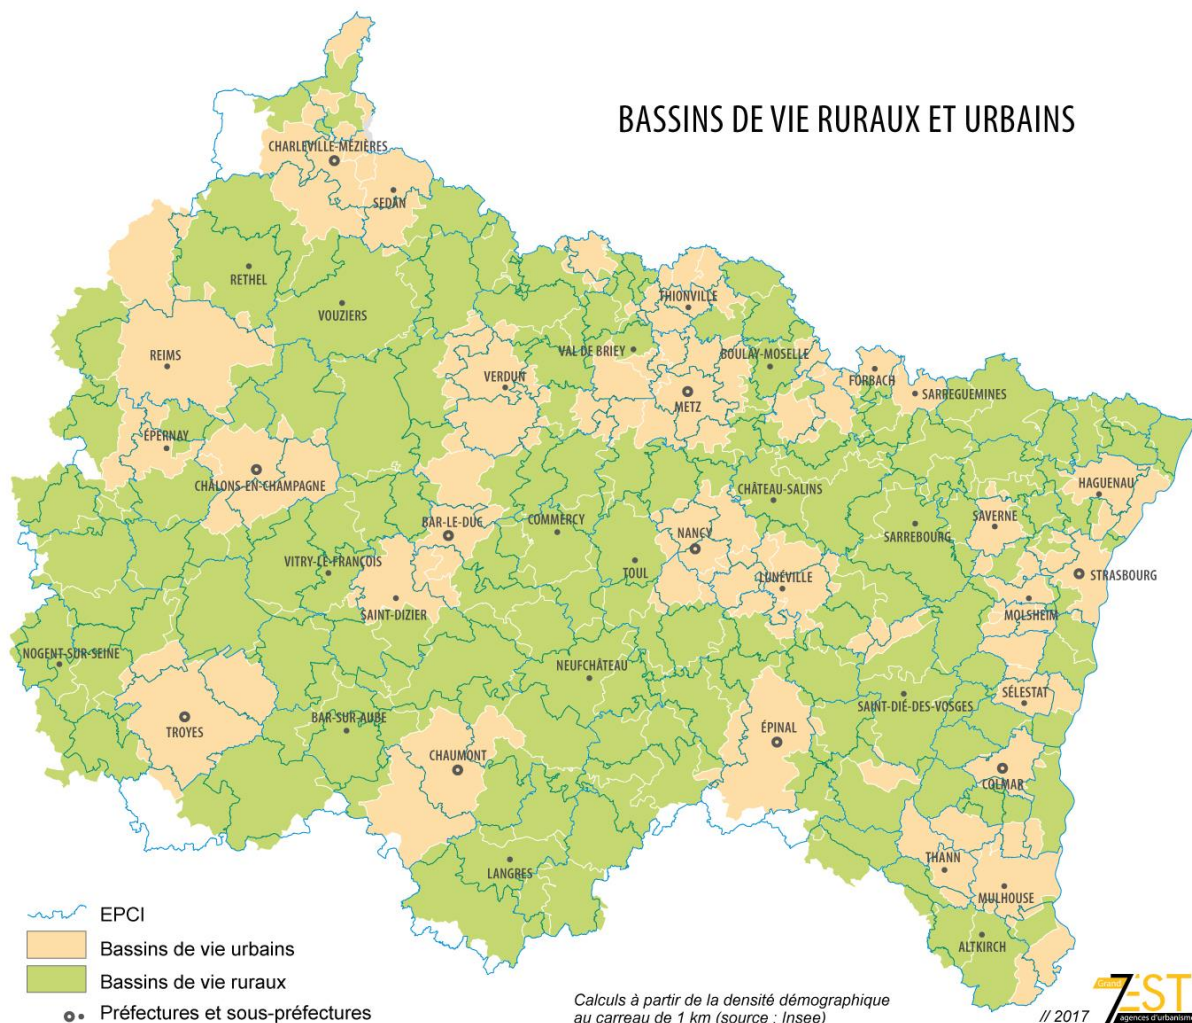 BASSINS DE VIE RURAUX ET URBAINS
CHARLEVILLE-MÉZIÈRES
SEDAN
RETHEL
VOUZIERS
THIONVILLE
REIMS
VAL DE BRIEY
BOULAY-MOSELLE
VERDUN
FORBACH
SARREGUEMINES
METZ
ÉPERNAY
CHÂLONS-EN-CHAMPAGNE
CHÂTEAU-SALINS
HAGUENAU
BAR-LE-DUC
COMMERCY
SAVERNE
NANCY
SARREBOURG
VITRY-LE-FRANÇOIS
TOUL
LUNÉVILLE
STRASBOURG
SAINT-DIZIER
MOLSHEIM
NOGENT-SUR-SEINE
NEUFCHÂTEAU
SÉLESTAT
SAINT-DIÉ-DES-VOSGES
BAR-SUR-AUBE
TROYES
ÉPINAL
CHAUMONT
COLMAR
LANGRES
THANN
MULHOUSE
ALTKIRCH
EPCI
Bassins de vie urbains
Bassins de vie ruraux
Préfectures et sous-préfectures
Calculs à partir de la densité démographique
au carreau de 1 km (source : Insee)
// 2017
Grand
7EST
agences d'urbanisme